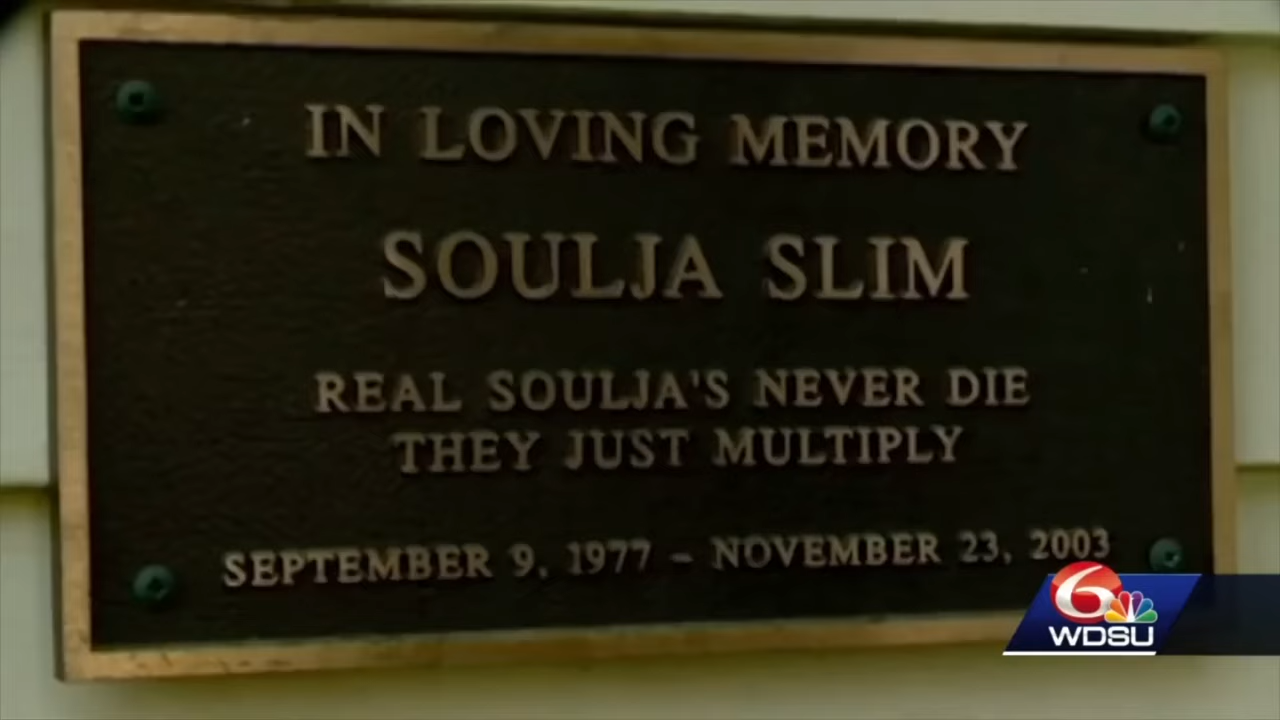 IN LOVING MEMORY
SOULJA SLIM
REAL SOULJA'S NEVER DIE
THEY JUST MULTIPLY
SEPTEMBER 9, 1977 - NOVEMBER 23, 2003
6
WDSU